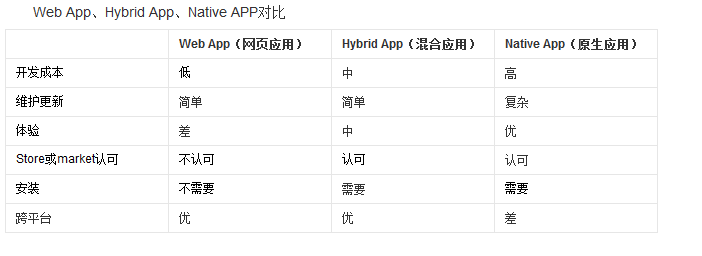 Web App、Hybrid App、Native APP对比
Web App（网页应用） Hybrid App（混合应用） Native App（原生应用）
开发成本 低 中 高
维护更新 简单 简单 复杂
体验 差 中 优
Store或market认可 不认可 认可 认可
安装 不需要 需要 需要
跨平台 优 优 差